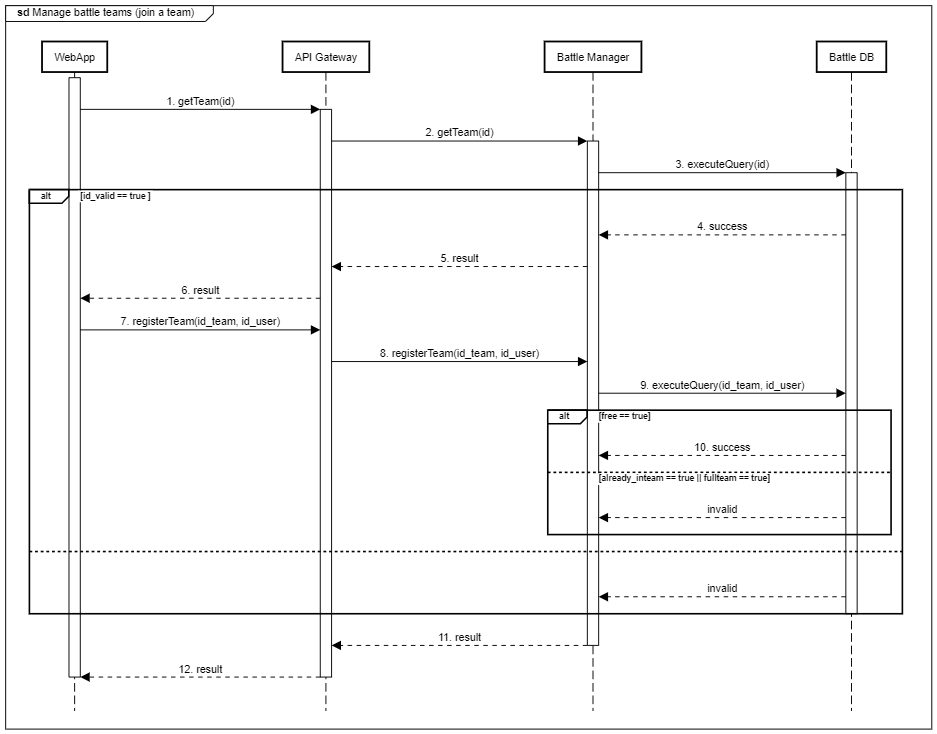 sd Manage battle teams (join a team)
WebApp
API Gateway
Battle Manager
Battle DB
1. getTeam(id)
2. getTeam(id)
3. executeQuery(id)
alt
[id_valid == true ]
4. success
5. result
6. result
7. registerTeam(id_team, id_user)
8. registerTeam(id_team, id_user)
9. executeQuery(id_team, id_user)
alt
[free == true]
10. success
[already_inteam == true || fullteam == true]
invalid
invalid
11. result
12. result